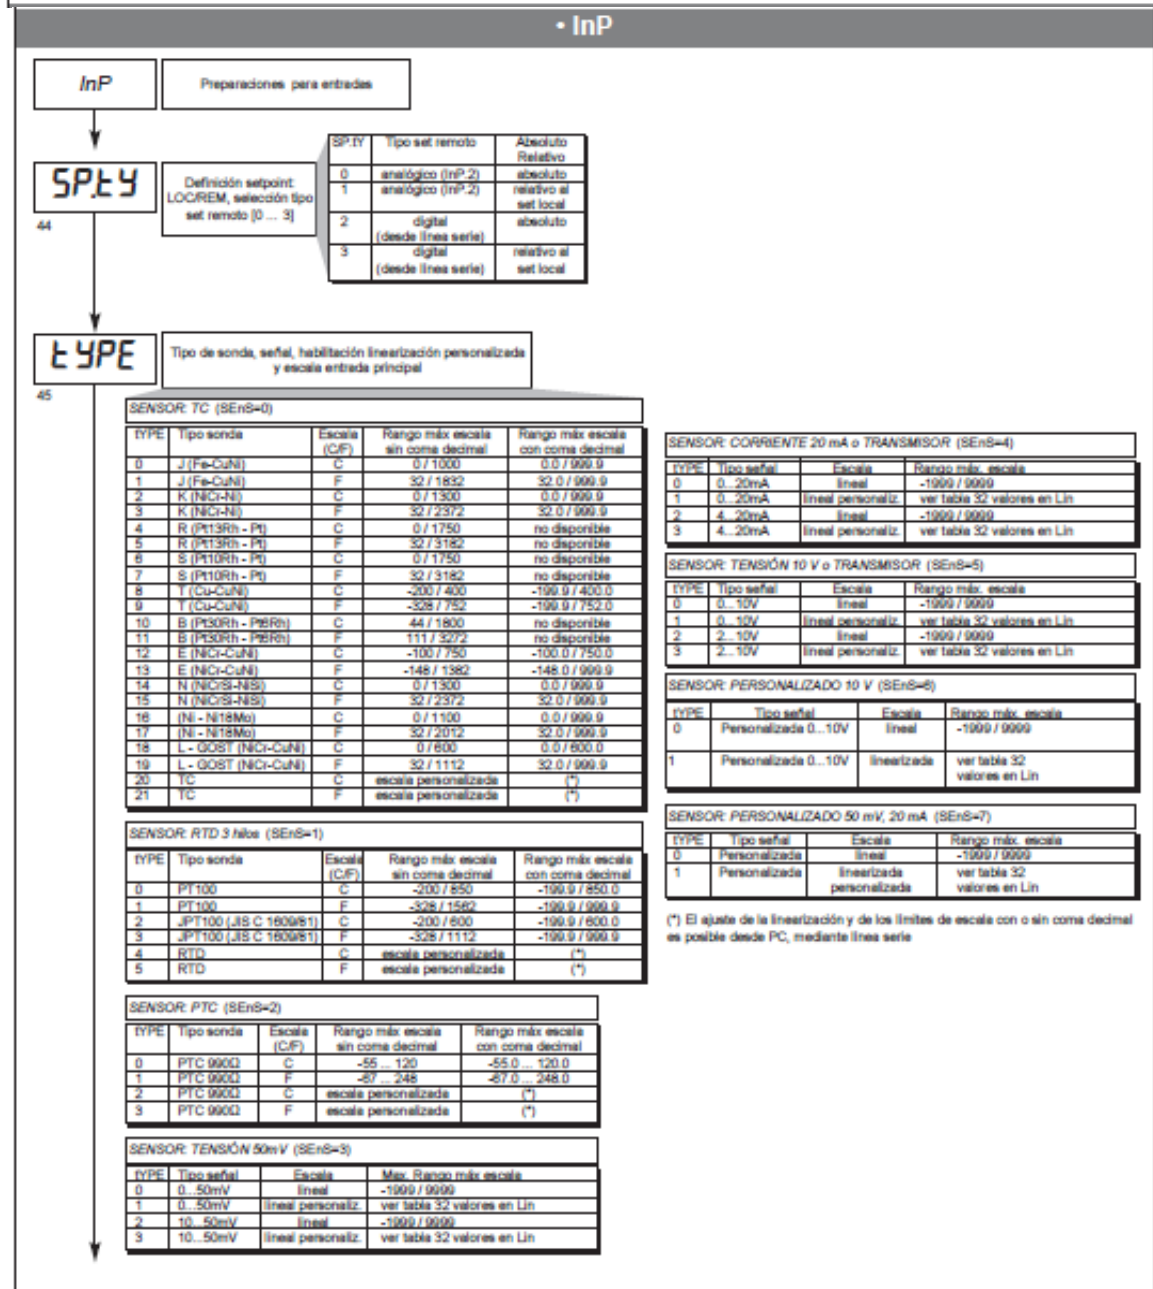 • InP
InP
Preparaciones para entradas
SP.tY
44
Definición setpoint
LOC/REM, selección tipo
set remoto [0 ... 3]
SP.tY Tipo set remoto Absoluto
Relativo
0 analógico (InP.2) absoluto
1 analógico (InP.2) relativo al
set local
2 digital absoluto
(desde línea serie)
3 digital relativo al
(desde línea serie) set local
tYPE
45
Tipo de sonda, señal, habilitación linearización personalizada
y escala entrada principal
SENSOR: TC (SEnS=0)
tYPE Tipo sonda Escala Rango máx escala Rango máx escala
(C/F) sin coma decimal con coma decimal
0 J (Fe-CuNi) C 0 / 1000 0.0 / 999.9
1 J (Fe-CuNi) F 32 / 1832 32.0 / 999.9
2 K (NiCr-Ni) C 0 / 1300 0.0 / 999.9
3 K (NiCr-Ni) F 32 / 2372 32.0 / 999.9
4 R (Pt13Rh - Pt) C 0 / 1750 no disponible
5 R (Pt13Rh - Pt) F 32 / 3182 no disponible
6 S (Pt10Rh - Pt) C 0 / 1750 no disponible
7 S (Pt10Rh - Pt) F 32 / 3182 no disponible
8 T (Cu-CuNi) C -200 / 400 -199.9 / 400.0
9 T (Cu-CuNi) F -328 / 752 -199.9 / 752.0
10 B (Pt30Rh - Pt6Rh) C 44 / 1800 no disponible
11 B (Pt30Rh - Pt6Rh) F 111 / 3272 no disponible
12 E (NiCr-CuNi) C -100 / 750 -100.0 / 750.0
13 E (NiCr-CuNi) F -148 / 1382 -148.0 / 999.9
14 N (NiCrSi-NiSi) C 0 / 1300 0.0 / 999.9
15 N (NiCrSi-NiSi) F 32 / 2372 32.0 / 999.9
16 (Ni - Ni18Mo) C 0 / 1100 0.0 / 999.9
17 (Ni - Ni18Mo) F 32 / 2012 32.0 / 999.9
18 L - GOST (NiCr-CuNi) C 0 / 600 0.0 / 600.0
19 L - GOST (NiCr-CuNi) F 32 / 1112 32.0 / 999.9
20 TC C escala personalizada (*)
21 TC F escala personalizada (*)
SENSOR: RTD 3 hilos (SEnS=1)
tYPE Tipo sonda Escala Rango máx escala Rango máx escala
(C/F) sin coma decimal con coma decimal
0 PT100 C -200 / 850 -199.9 / 850.0
1 PT100 F -328 / 1562 -199.9 / 999.9
2 JPT100 (JIS C 1609/81) C -200 / 600 -199.9 / 600.0
3 JPT100 (JIS C 1609/81) F -328 / 1112 -199.9 / 999.9
4 RTD C escala personalizada (*)
5 RTD F escala personalizada (*)
SENSOR: PTC (SEnS=2)
tYPE Tipo sonda Escala Rango máx escala Rango máx escala
(C/F) sin coma decimal con coma decimal
0 PTC 990Ω C -55 ... 120 -55.0 ... 120.0
1 PTC 990Ω F -67 ... 248 -67.0 ... 248.0
2 PTC 990Ω C escala personalizada (*)
3 PTC 990Ω F escala personalizada (*)
SENSOR: TENSIÓN 50mV (SEnS=3)
tYPE Tipo señal Escala Max. Rango máx escala
0 0...50mV lineal -1999 / 9999
1 0...50mV lineal personaliz. ver tabla 32 valores en Lin
2 10...50mV lineal -1999 / 9999
3 10...50mV lineal personaliz. ver tabla 32 valores en Lin
SENSOR: CORRIENTE 20 mA o TRANSMISOR (SEnS=4)
tYPE Tipo señal Escala Rango máx. escala
0 0...20mA lineal -1999 / 9999
1 0...20mA lineal personaliz. ver tabla 32 valores en Lin
2 4...20mA lineal -1999 / 9999
3 4...20mA lineal personaliz. ver tabla 32 valores en Lin
SENSOR: TENSIÓN 10 V o TRANSMISOR (SEnS=5)
tYPE Tipo señal Escala Rango máx. escala
0 0...10V lineal -1999 / 9999
1 0...10V lineal personaliz. ver tabla 32 valores en Lin
2 2...10V lineal -1999 / 9999
3 2...10V lineal personaliz. ver tabla 32 valores en Lin
SENSOR: PERSONALIZADO 10 V (SEnS=6)
tYPE Tipo señal Escala Rango máx. escala
0 Personalizada 0...10V lineal -1999 / 9999
1 Personalizada 0...10V linearizada ver tabla 32
valores en Lin
SENSOR: PERSONALIZADO 50 mV, 20 mA (SEnS=7)
tYPE Tipo señal Escala Rango máx. escala
0 Personalizada lineal -1999 / 9999
1 Personalizada linearizada ver tabla 32
personalizada valores en Lin
(*) El ajuste de la linearización y de los límites de escala con o sin coma decimal
es posible desde PC, mediante línea serie